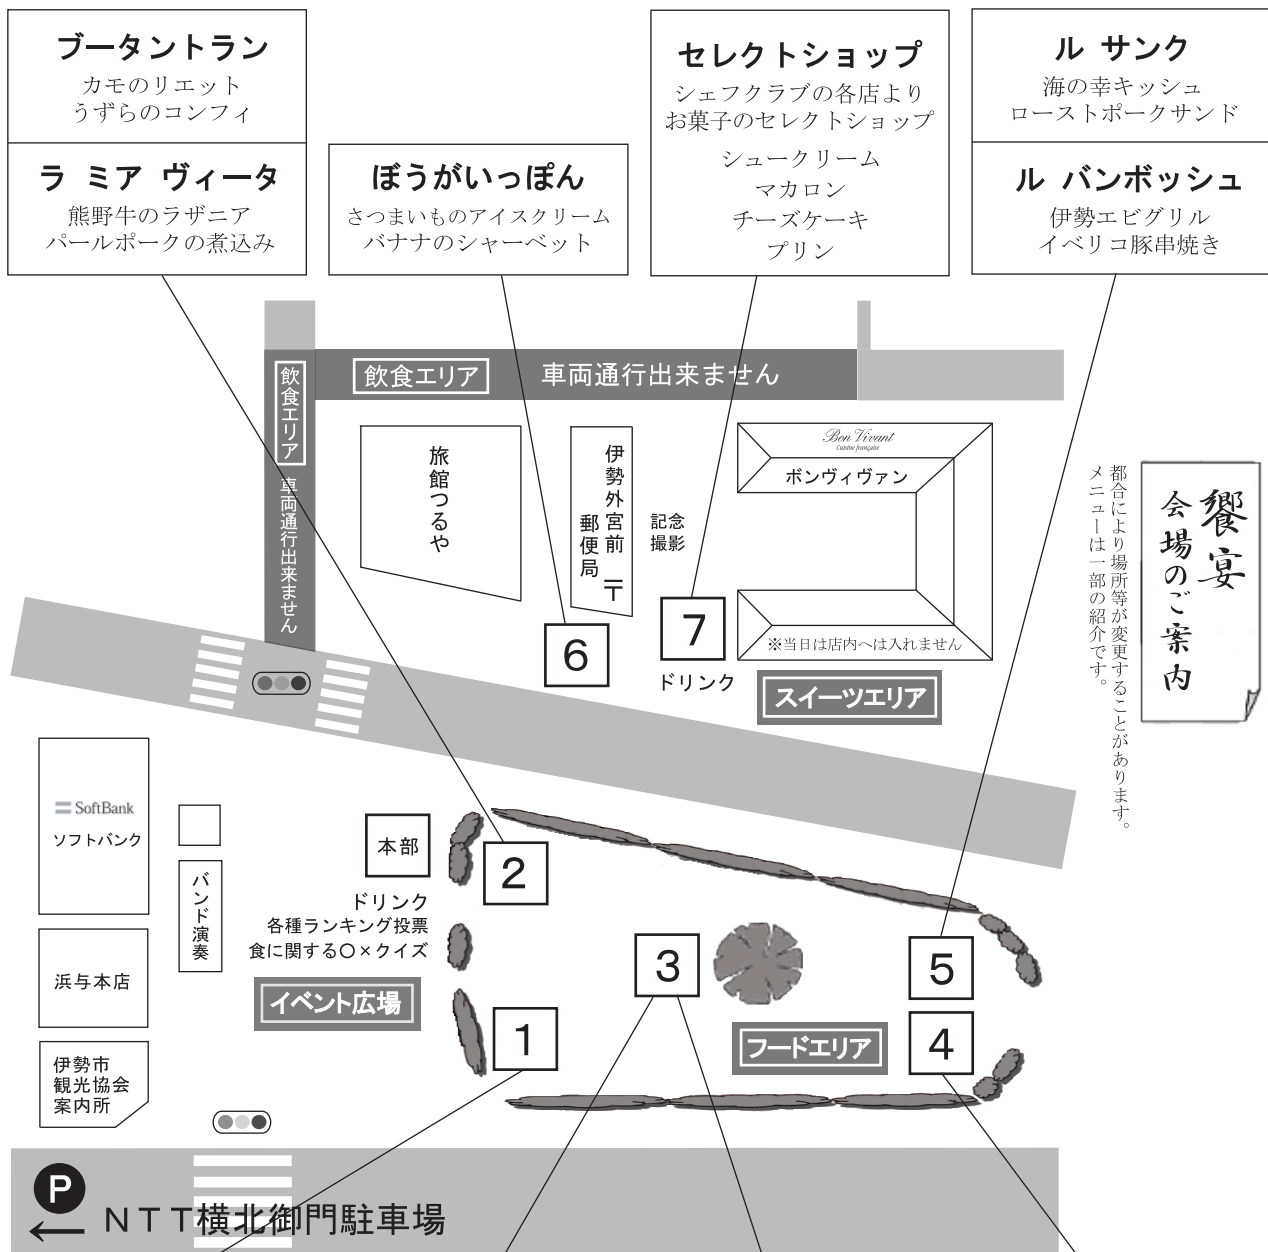 ブータントラン
カモのリエット
うずらのコンフィ
ラ ミア ヴィータ
熊野牛のラザニア
パールポークの煮込み
ぼうがいっぽん
さつまいものアイスクリーム
バナナのシャーベット
セレクトショップ
シェフクラブの各店より
お菓子のセレクトショップ
シュークリーム
マカロン
チーズケーキ
プリン
ル サンク
海の幸キッシュ
ローストポークサンド
ル バンボッシュ
伊勢エビグリル
イベリコ豚串焼き
飲食エリア 車両通行出来ません
飲食エリア 車両通行出来ません
旅館つるや
伊勢外宮前
郵便局 〒
記念
撮影
Bon Vivant
Cuisine française
ボンヴィヴァン
※当日は店内へは入れません
6
7
ドリンク
スイーツエリア
饗宴
会場のご案内
都合により場所等が変更することがあります。
メニューは一部の紹介です。
SoftBank
ソフトバンク
バンド演奏
浜与本店
伊勢市
観光協会
案内所
本部
ドリンク
各種ランキング投票
食に関する〇×クイズ
イベント広場
2
3
5
1
4
フードエリア
P
← NTT横北御門駐車場